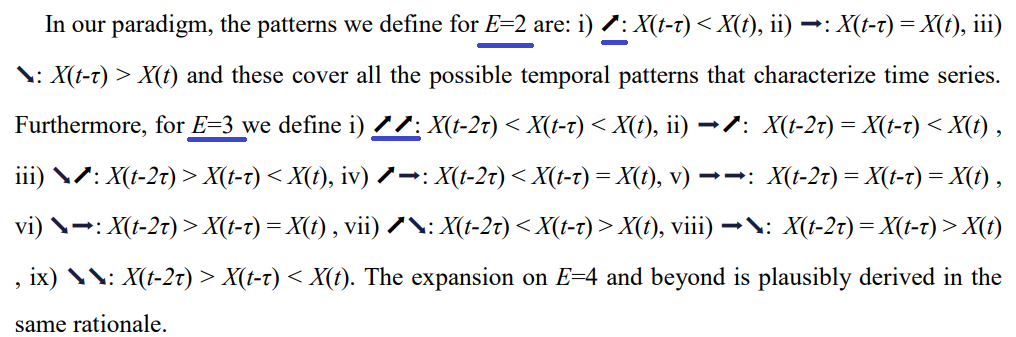 In our paradigm, the patterns we define for E=2 are: i) ⬈: X(t-τ) < X(t), ii) ➞: X(t-τ) = X(t), iii)
⬊: X(t-τ) > X(t) and these cover all the possible temporal patterns that characterize time series.
Furthermore, for E=3 we define i) ⬈⬈: X(t-2τ) < X(t-τ) < X(t), ii) ➞⬈: X(t-2τ) = X(t-τ) < X(t) ,
iii) ⬊⬈: X(t-2τ) > X(t-τ) < X(t), iv) ⬈➞: X(t-2τ) < X(t-τ) = X(t), v) ➞➞: X(t-2τ) = X(t-τ) = X(t) ,
vi) ⬊➞: X(t-2τ) > X(t-τ) = X(t) , vii) ⬈⬊: X(t-2τ) < X(t-τ) > X(t), viii) ➞⬊: X(t-2τ) = X(t-τ) > X(t)
, ix) ⬊⬊: X(t-2τ) > X(t-τ) < X(t). The expansion on E=4 and beyond is plausibly derived in the
same rationale.